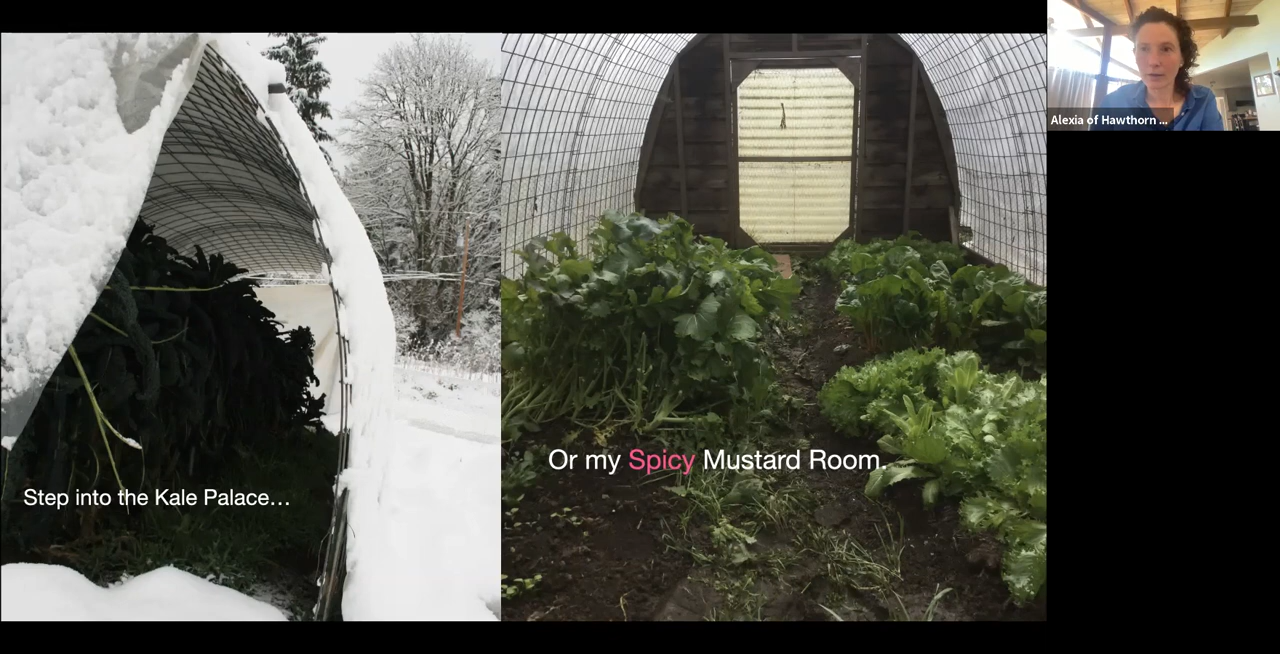 Step into the Kale Palace...
Or my Spicy Mustard Room.
Alexia of Hawthorn ...